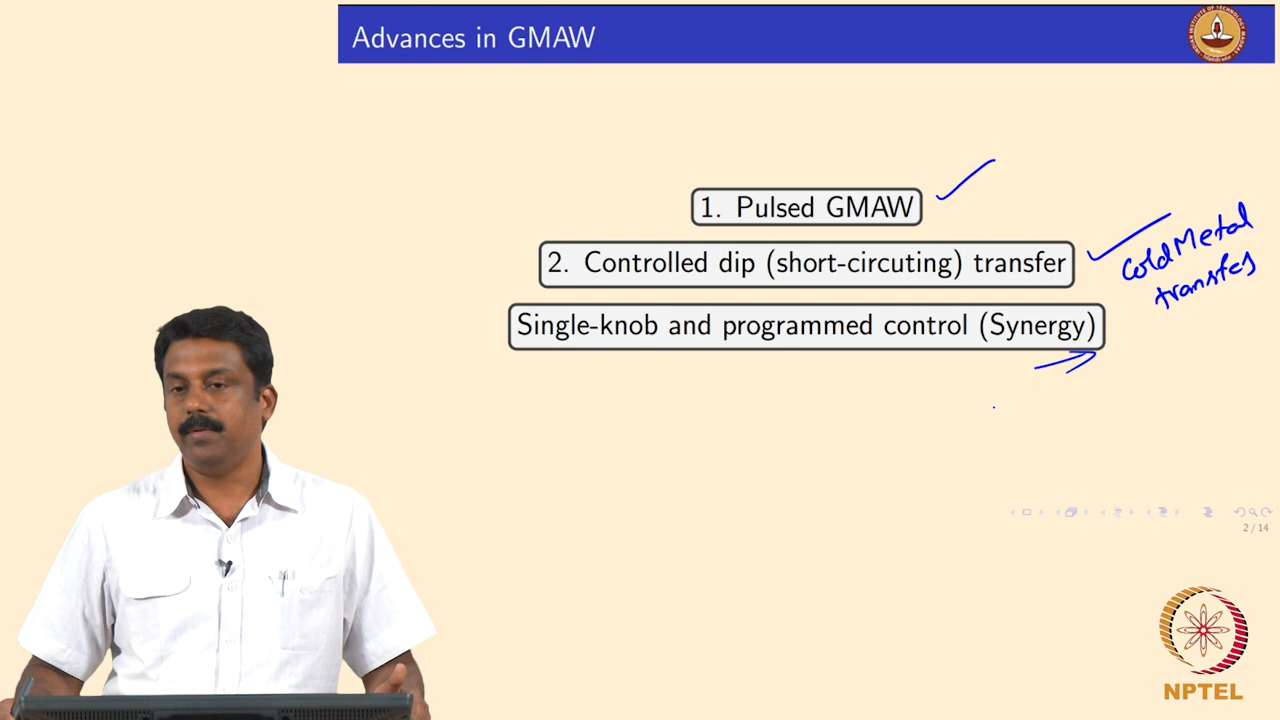 Advances in GMAW
1. Pulsed GMAW
2. Controlled dip (short-circuting) transfer
Cold Metal
transfer
Single-knob and programmed control (Synergy)
2 / 14
NPTEL